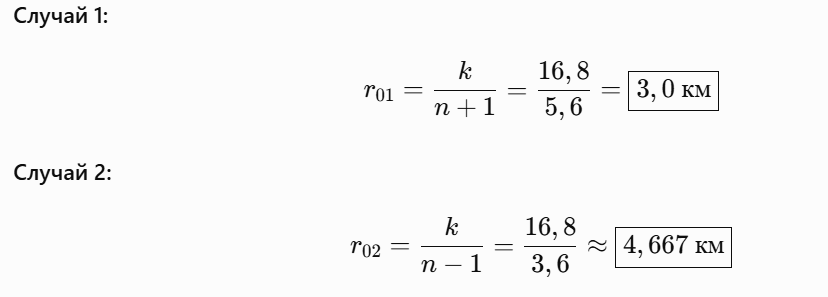 Случай 1:
r₀₁ = k/(n + 1) = 16,8/5,6 = 3,0 км
Случай 2:
r₀₂ = k/(n − 1) = 16,8/3,6 ≈ 4,667 км